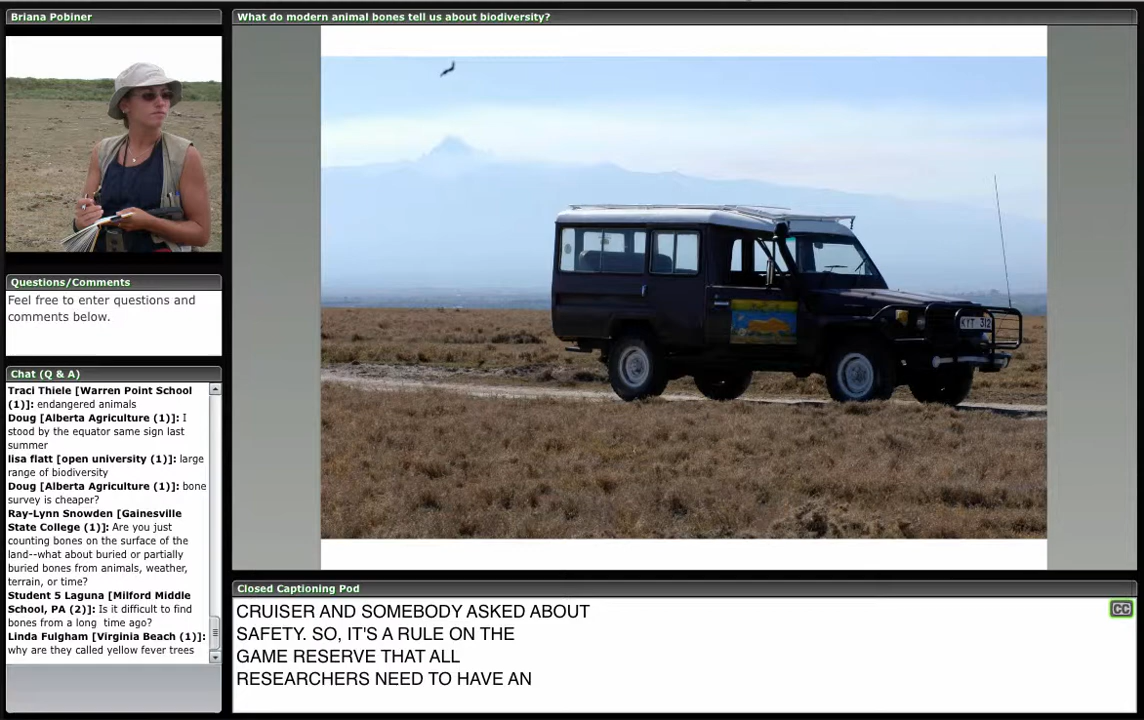 Briana Pobiner
What do modern animal bones tell us about biodiversity?
KYT 312
Questions/Comments
Feel free to enter questions and
comments below.
Chat (Q & A)
Traci Thiele [Warren Point School
(1)]: endangered animals
Doug [Alberta Agriculture (1)]: I
stood by the equator same sign last
summer
lisa flatt [open university (1)]: large
range of biodiversity
Doug [Alberta Agriculture (1)]: bone
survey is cheaper?
Ray-Lynn Snowden [Gainesville
State College (1)]: Are you just
counting bones on the surface of the
land--what about buried or partially
buried bones from animals, weather,
terrain, or time?
Student 5 Laguna [Milford Middle
School, PA (2)]: Is it difficult to find
bones from a long  time ago?
Linda Fulgham [Virginia Beach (1)]:
why are they called yellow fever trees
Closed Captioning Pod
CC
CRUISER AND SOMEBODY ASKED ABOUT
SAFETY. SO, IT'S A RULE ON THE
GAME RESERVE THAT ALL
RESEARCHERS NEED TO HAVE AN